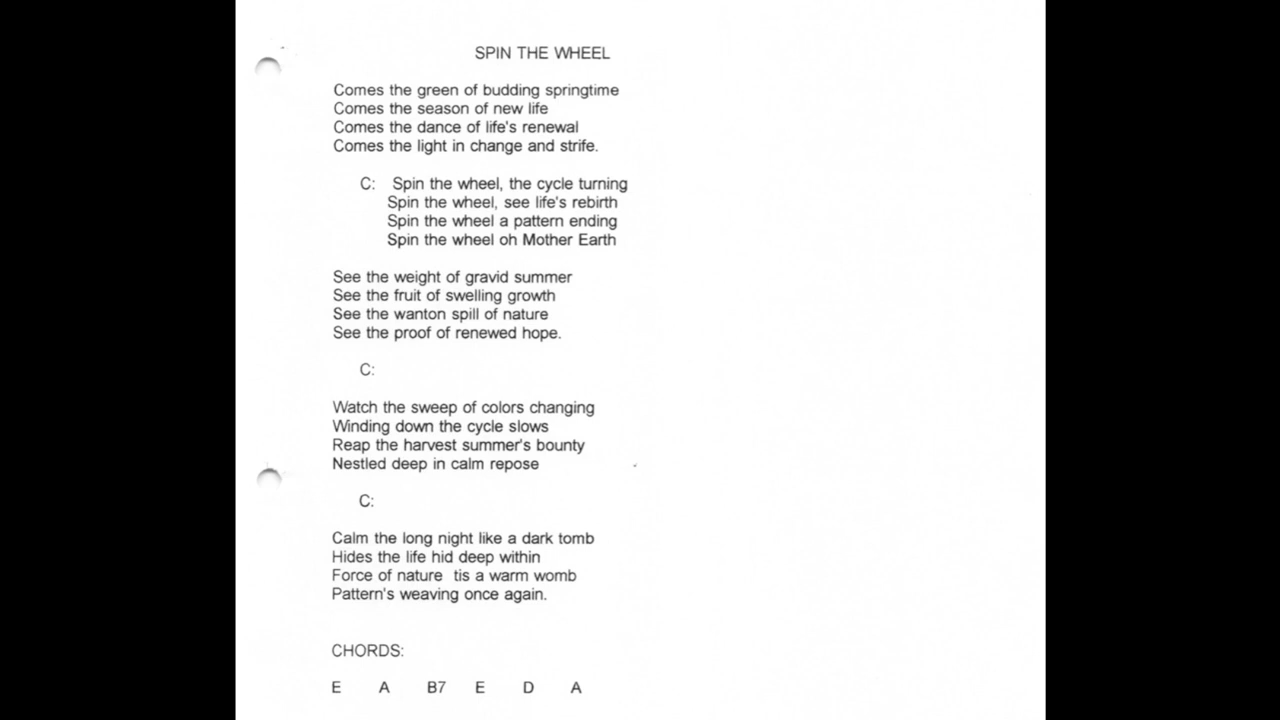 SPIN THE WHEEL
Comes the green of budding springtime
Comes the season of new life
Comes the dance of life's renewal
Comes the light in change and strife.
C: Spin the wheel, the cycle turning
Spin the wheel, see life's rebirth
Spin the wheel a pattern ending
Spin the wheel oh Mother Earth
See the weight of gravid summer
See the fruit of swelling growth
See the wanton spill of nature
See the proof of renewed hope.
C:
Watch the sweep of colors changing
Winding down the cycle slows
Reap the harvest summer's bounty
Nestled deep in calm repose
C:
Calm the long night like a dark tomb
Hides the life hid deep within
Force of nature tis a warm womb
Pattern's weaving once again.
CHORDS:
E A B7 E D A